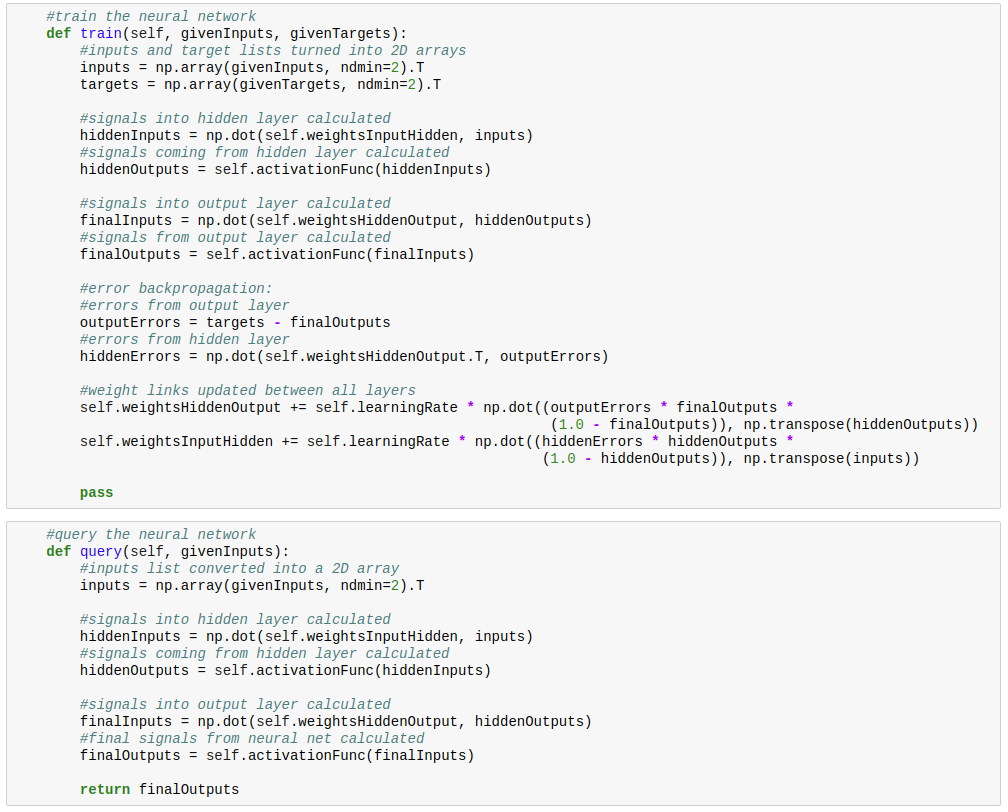 #train the neural network
def train(self, givenInputs, givenTargets):
#inputs and target lists turned into 2D arrays
inputs = np.array(givenInputs, ndmin=2).T
targets = np.array(givenTargets, ndmin=2).T
#signals into hidden layer calculated
hiddenInputs = np.dot(self.weightsInputHidden, inputs)
#signals coming from hidden layer calculated
hiddenOutputs = self.activationFunc(hiddenInputs)
#signals into output layer calculated
finalInputs = np.dot(self.weightsHiddenOutput, hiddenOutputs)
#signals from output layer calculated
finalOutputs = self.activationFunc(finalInputs)
#error backpropagation:
#errors from output layer
outputErrors = targets - finalOutputs
#errors from hidden layer
hiddenErrors = np.dot(self.weightsHiddenOutput.T, outputErrors)
#weight links updated between all layers
self.weightsHiddenOutput += self.learningRate * np.dot((outputErrors * finalOutputs *
(1.0 - finalOutputs)), np.transpose(hiddenOutputs))
self.weightsInputHidden += self.learningRate * np.dot((hiddenErrors * hiddenOutputs *
(1.0 - hiddenOutputs)), np.transpose(inputs))
pass
#query the neural network
def query(self, givenInputs):
#inputs list converted into a 2D array
inputs = np.array(givenInputs, ndmin=2).T
#signals into hidden layer calculated
hiddenInputs = np.dot(self.weightsInputHidden, inputs)
#signals coming from hidden layer calculated
hiddenOutputs = self.activationFunc(hiddenInputs)
#signals into output layer calculated
finalInputs = np.dot(self.weightsHiddenOutput, hiddenOutputs)
#final signals from neural net calculated
finalOutputs = self.activationFunc(finalInputs)
return finalOutputs